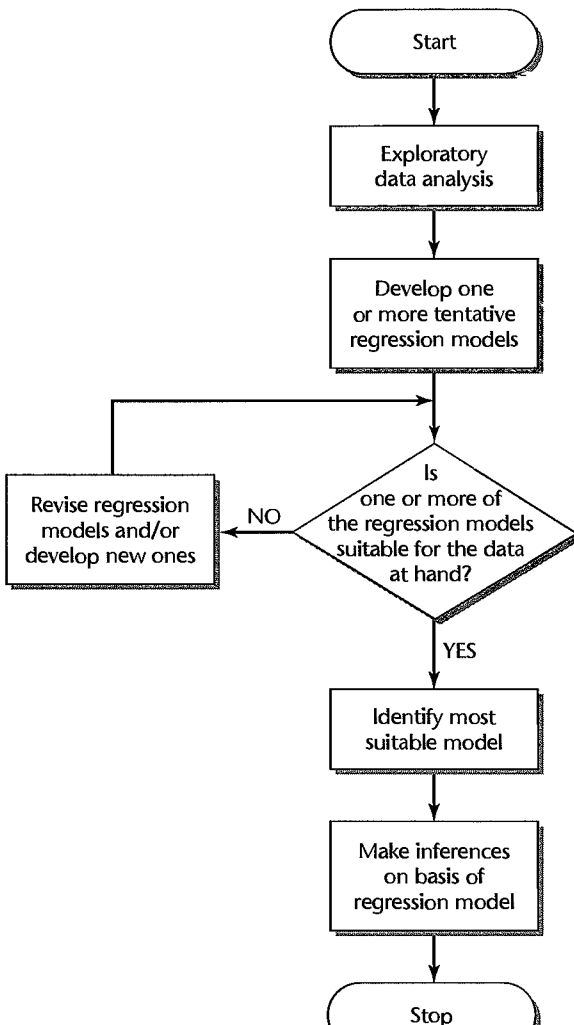 Start
Exploratory
data analysis
Develop one
or more tentative
regression models
Is
one or more of
the regression models
suitable for the data
at hand?
NO
Revise regression
models and/or
develop new ones
YES
Identify most
suitable model
Make inferences
on basis of
regression model
Stop